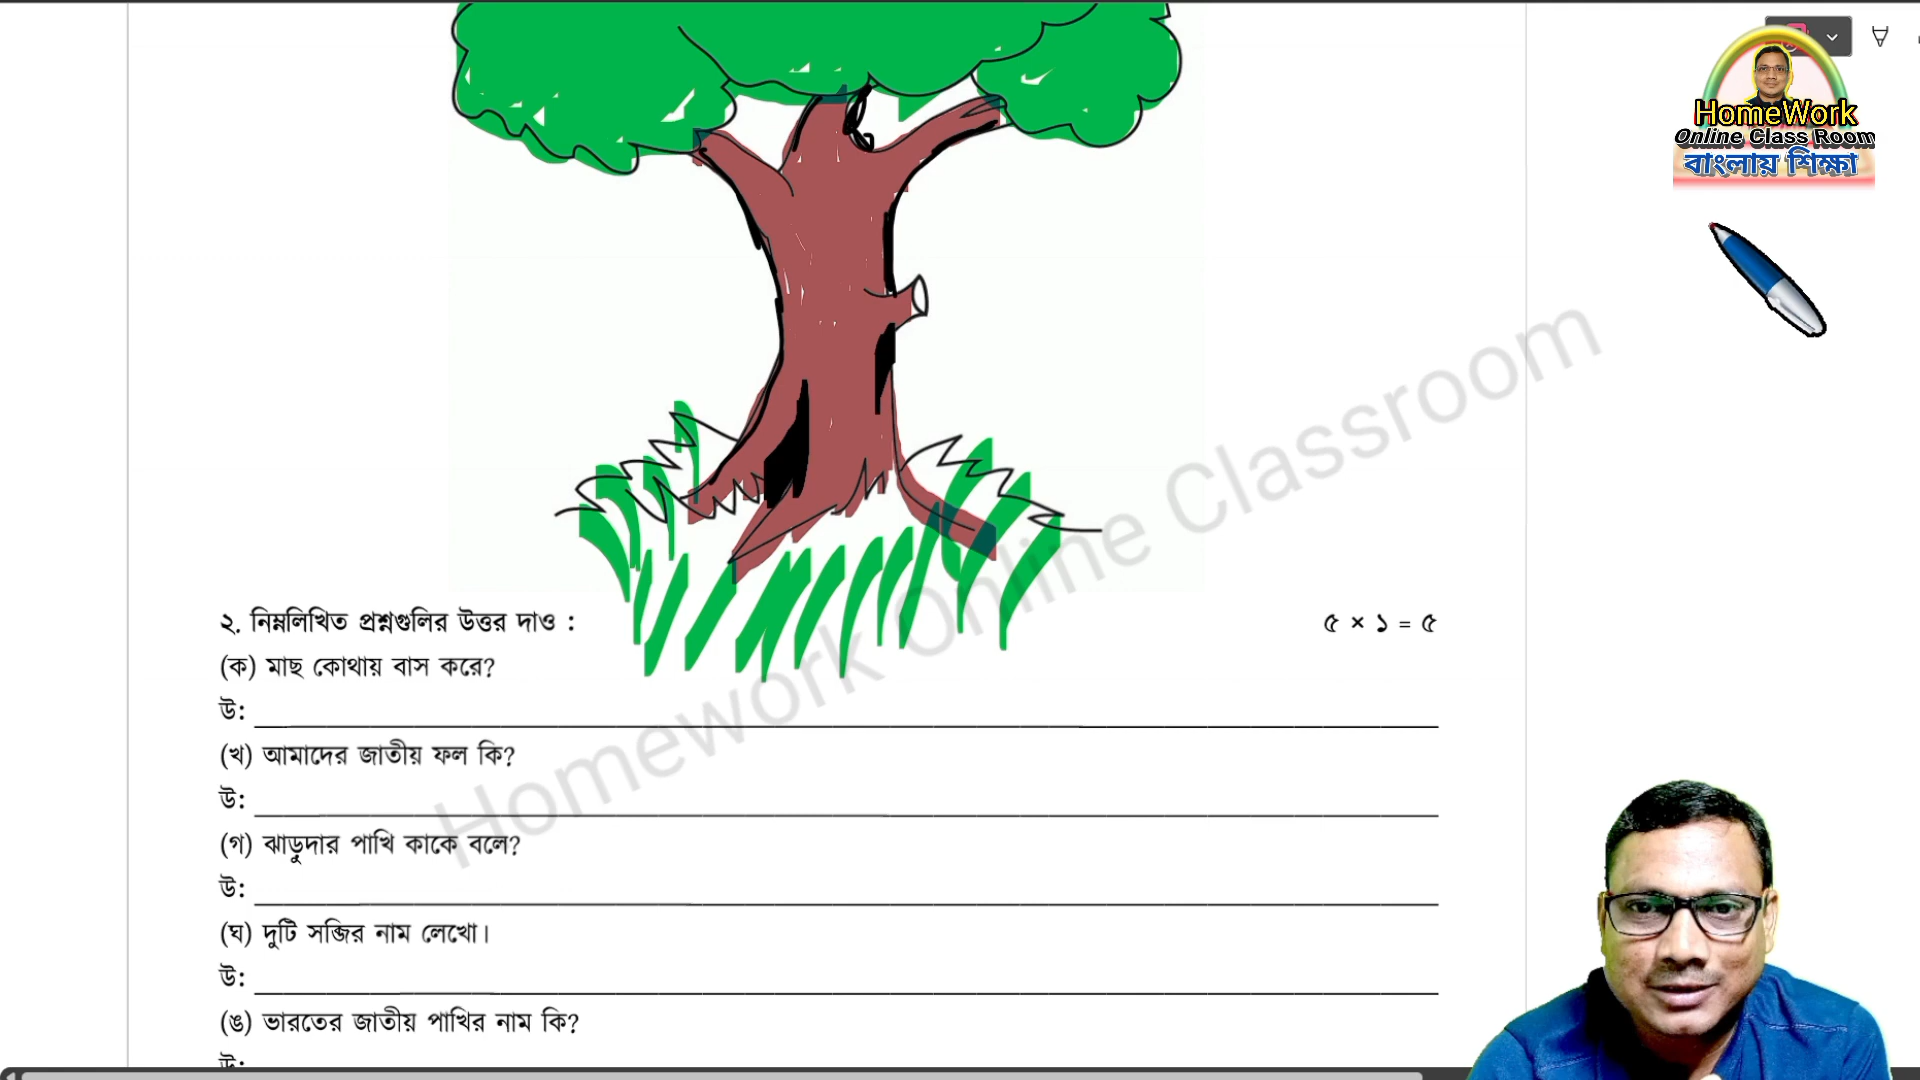 HomeWork
Online Class Room
বাংলায় শিক্ষা
Homework Online Classroom
২. নিম্নলিখিত প্রশ্নগুলির উত্তর দাও : ৫ × ১ = ৫
(ক) মাছ কোথায় বাস করে?
উ:
(খ) আমাদের জাতীয় ফল কি?
উ:
(গ) ঝাড়ুদার পাখি কাকে বলে?
উ:
(ঘ) দুটি সব্জির নাম লেখো।
উ:
(ঙ) ভারতের জাতীয় পাখির নাম কি?
উ: